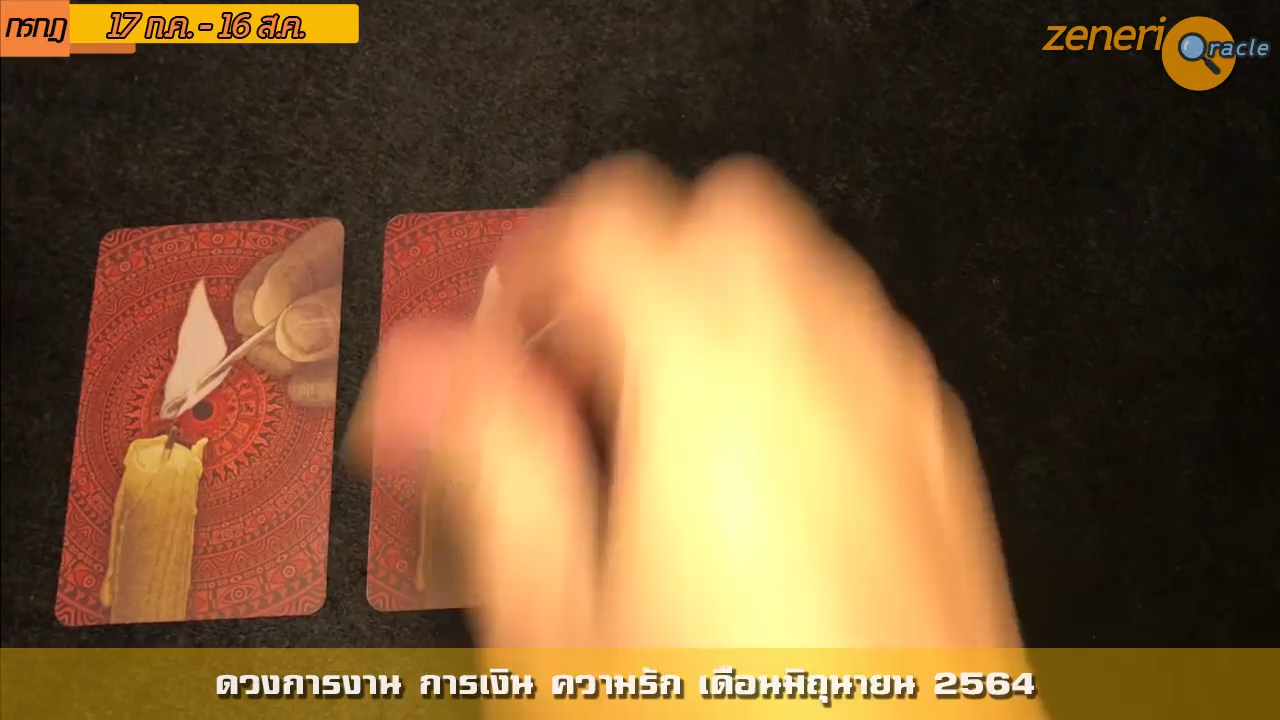 กรกฎ
17 ก.ค. - 16 ส.ค.
zeneri Oracle
ดวงการงาน การเงิน ความรัก เดือนมิถุนายน 2564